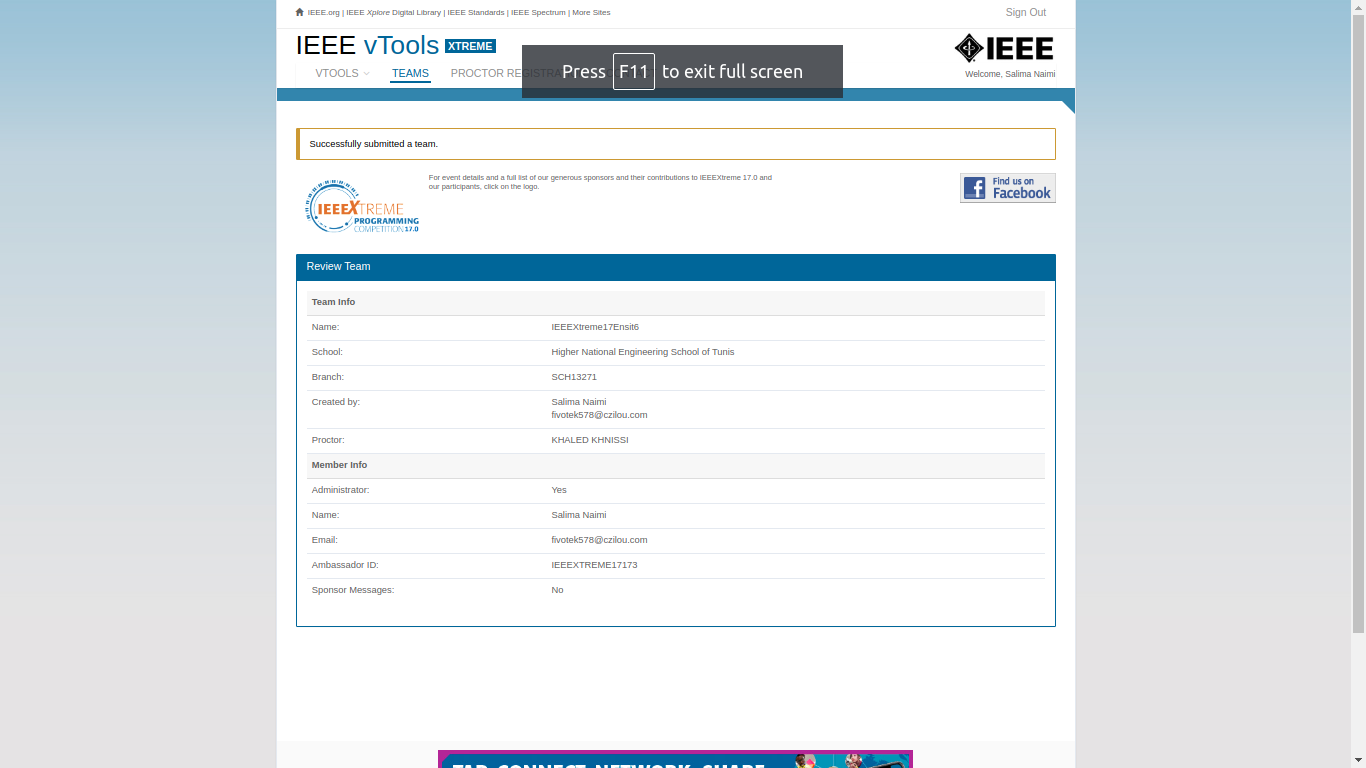 IEEE.org | IEEE Xplore Digital Library | IEEE Standards | IEEE Spectrum | More Sites
Sign Out
IEEE vTools XTREME
IEEE
VTOOLS
TEAMS
PROCTOR
Press F11 to exit full screen
Welcome, Salima Naimi
Successfully submitted a team.
IEEEXTREME
PROGRAMMING
COMPETITION 17.0
For event details and a full list of our generous sponsors and their contributions to IEEEXtreme 17.0 and
our participants, click on the logo.
Find us on
Facebook
Review Team
Team Info
Name: IEEEXtreme17Ensit6
School: Higher National Engineering School of Tunis
Branch: SCH13271
Created by: Salima Naimi
fivotek578@czilou.com
Proctor: KHALED KHNISSI
Member Info
Administrator: Yes
Name: Salima Naimi
Email: fivotek578@czilou.com
Ambassador ID: IEEEXTREME17173
Sponsor Messages: No
TAP. CONNECT. NETWORK. SHARE.